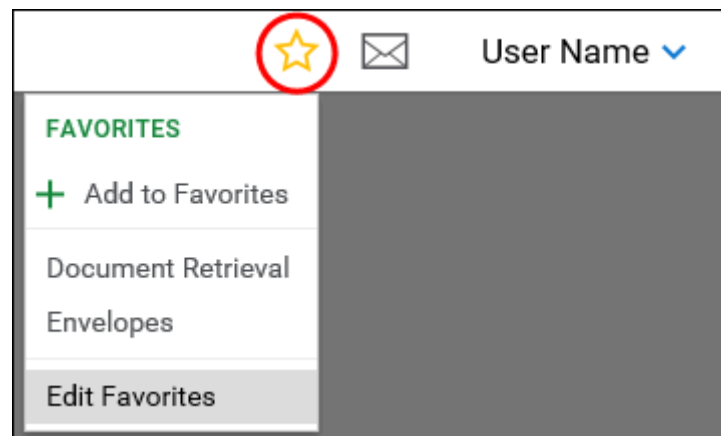 User Name
FAVORITES
Add to Favorites
Document Retrieval
Envelopes
Edit Favorites